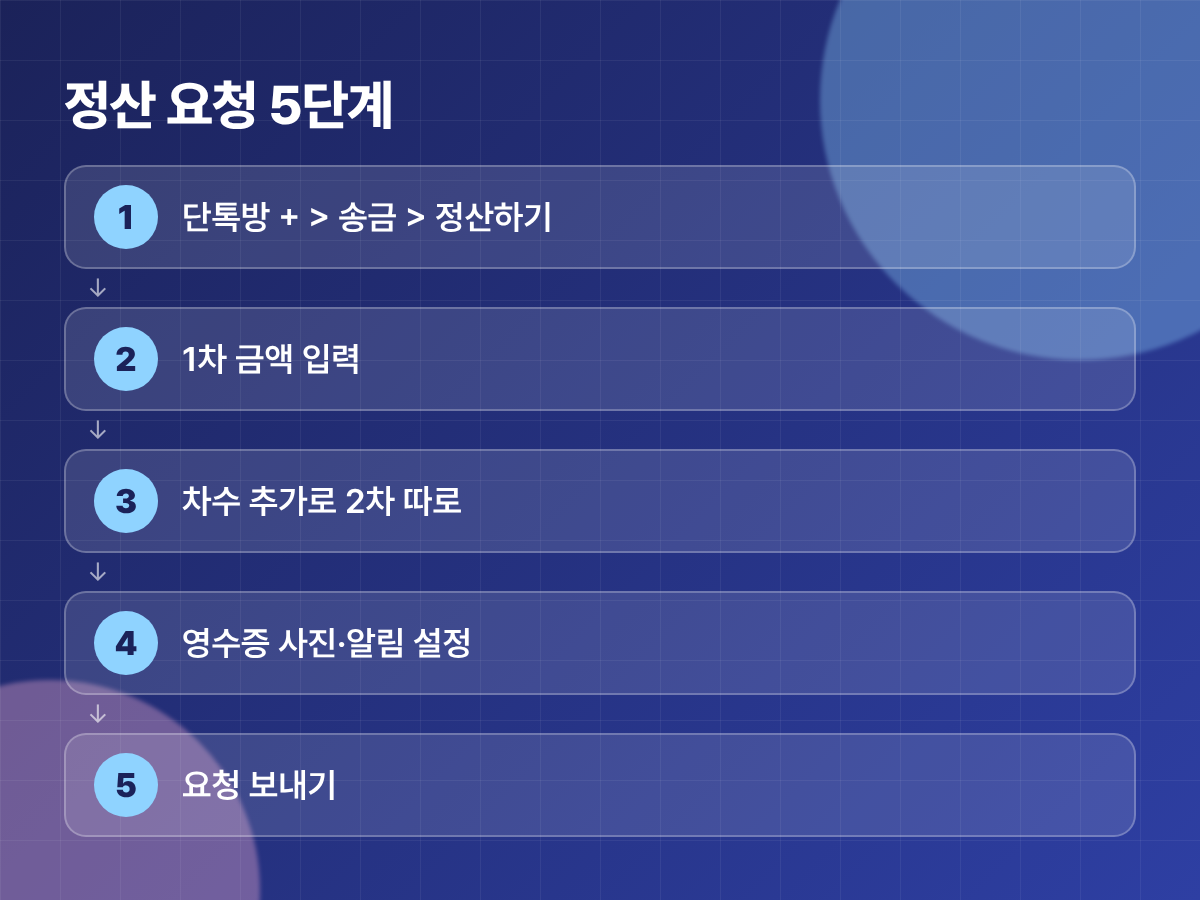 정산 요청 5단계
1 단톡방 + > 송금 > 정산하기
↓
2 1차 금액 입력
↓
3 차수 추가로 2차 따로
↓
4 영수증 사진·알림 설정
↓
5 요청 보내기